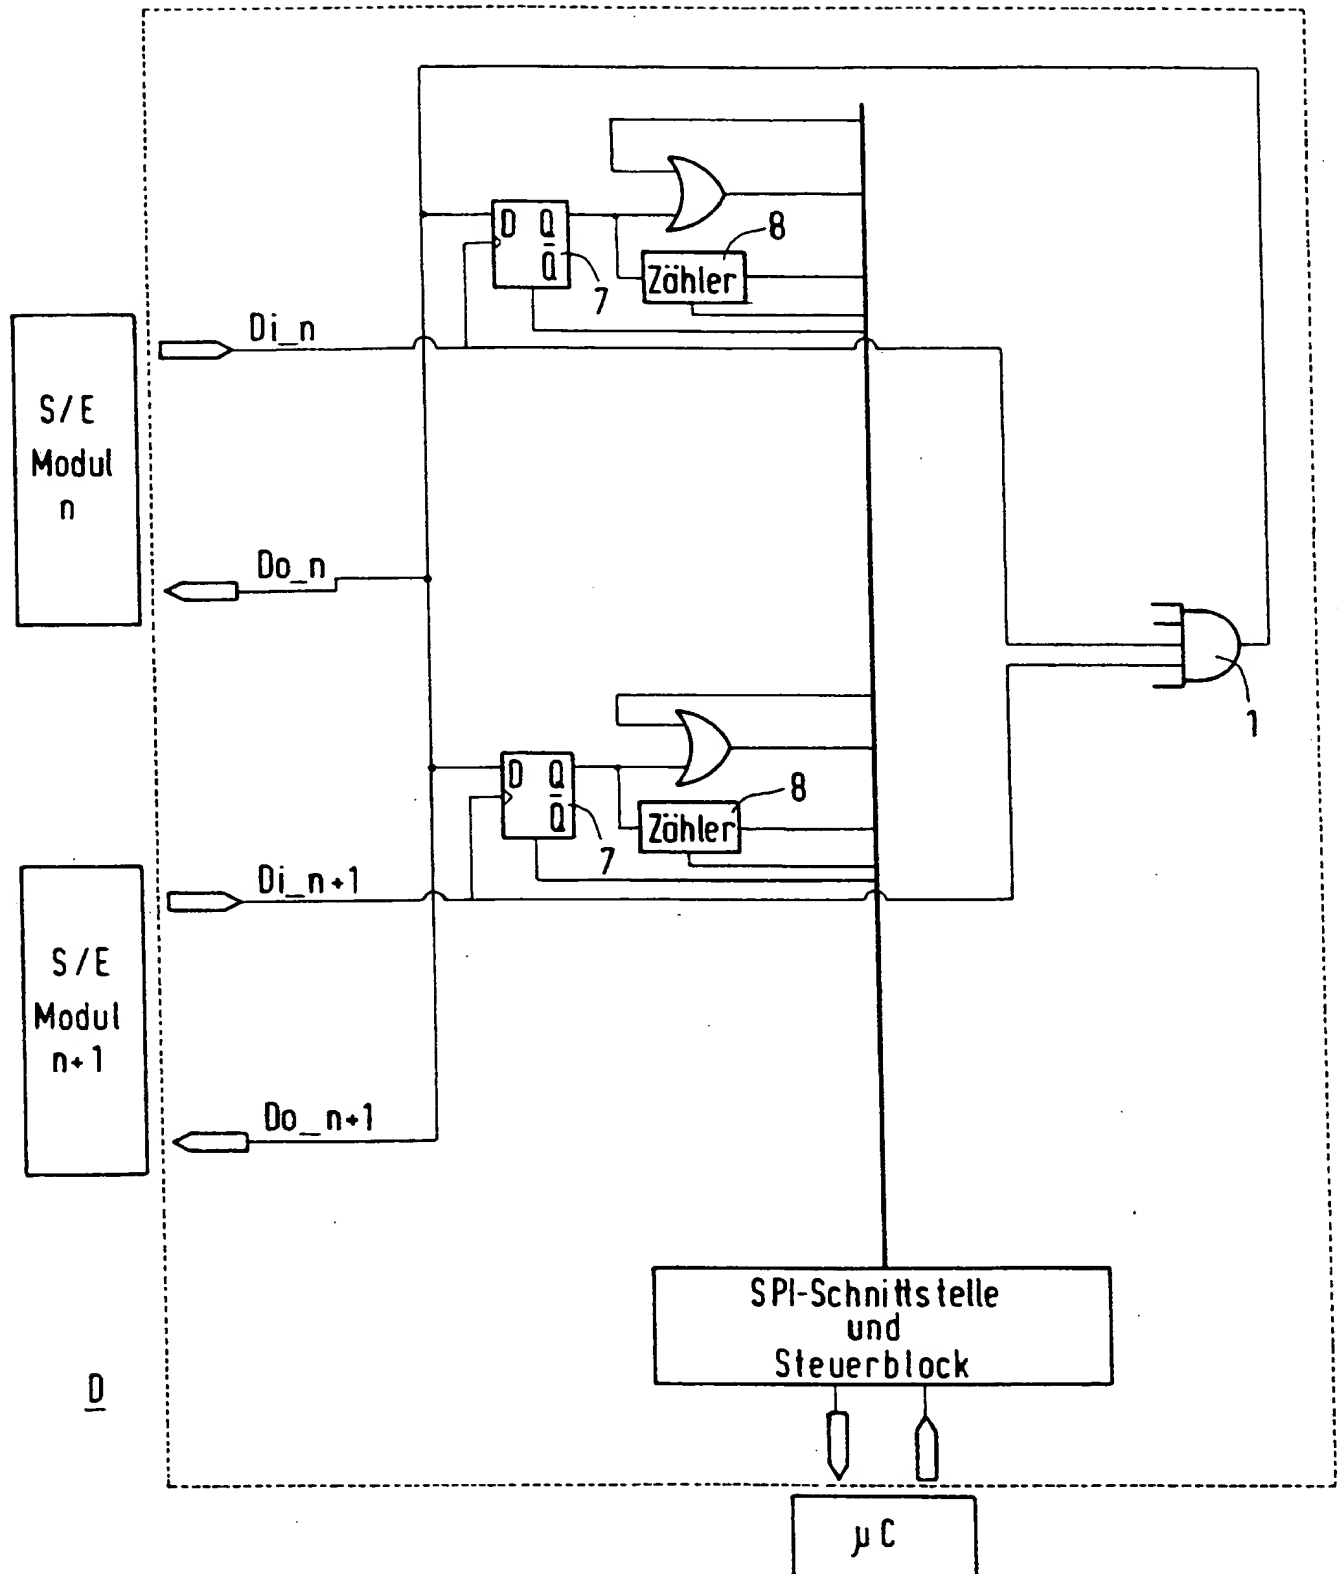 8
D Q
Q̅
Zähler
7
Di_n
S/E
Modul
n
Do_n
1
8
D Q
Q̅
Zähler
7
Di_n+1
S/E
Modul
n+1
Do_n+1
SPI-Schnittstelle
und
Steuerblock
D
µC